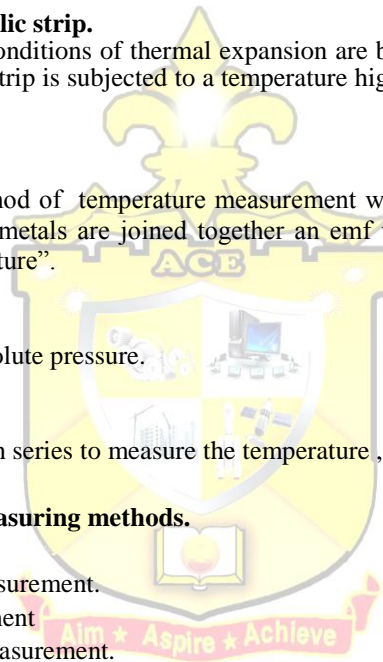 lic strip.
onditions of thermal expansion are b
trip is subjected to a temperature hig
hod of temperature measurement w
metals are joined together an emf
ture”.
ACE
olute pressure.
n series to measure the temperature ,
asuring methods.
surement.
nent
asurement.
Aim ★ Aspire ★ Achieve